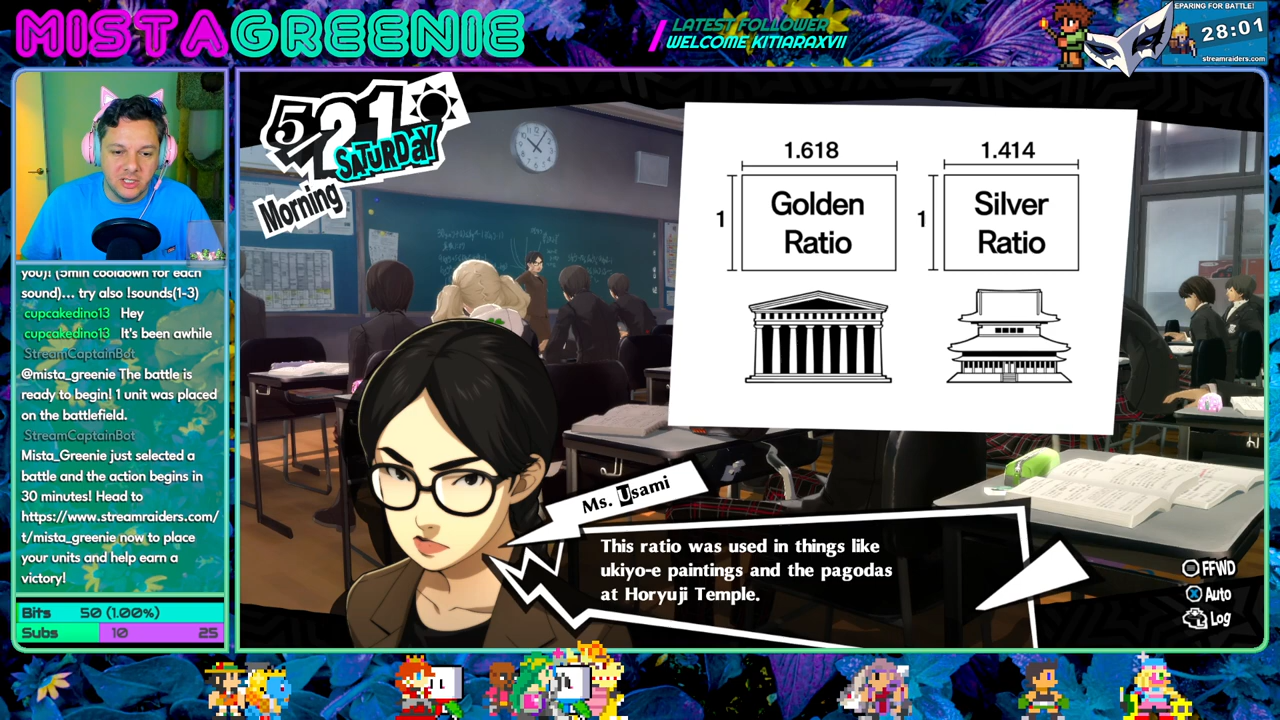 MISTAGREENIE
LATEST FOLLOWER
WELCOME KITIARAXVII
EPARING FOR BATTLE!
28:01
streamraiders.com
5/21
SATURDAY
Morning
1.618
1
Golden
Ratio
1.414
1
Silver
Ratio
you)! (5min cooldown for each
sound)... try also !sounds(1-3)
cupcakedino13 Hey
cupcakedino13 It's been awhile
StreamCaptainBot
@mista_greenie The battle is
ready to begin! 1 unit was placed
on the battlefield.
StreamCaptainBot
Mista_Greenie just selected a
battle and the action begins in
30 minutes! Head to
https://www.streamraiders.com/
t/mista_greenie now to place
your units and help earn a
victory!
Bits 50 (1.00%)
Subs 10 25
Ms. Usami
This ratio was used in things like
ukiyo-e paintings and the pagodas
at Horyuji Temple.
FFWD
Auto
Log
L
L